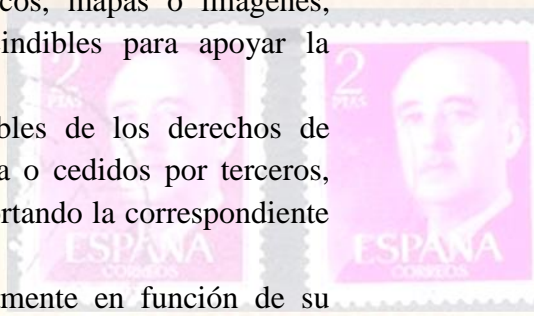 cos, mapas o imágenes,
indibles para apoyar la
bles de los derechos de
a o cedidos por terceros,
rtando la correspondiente
mente en función de su
2 PTAS
ESPAÑA
CORREOS
2 PTAS
ESPAÑA
CORREOS